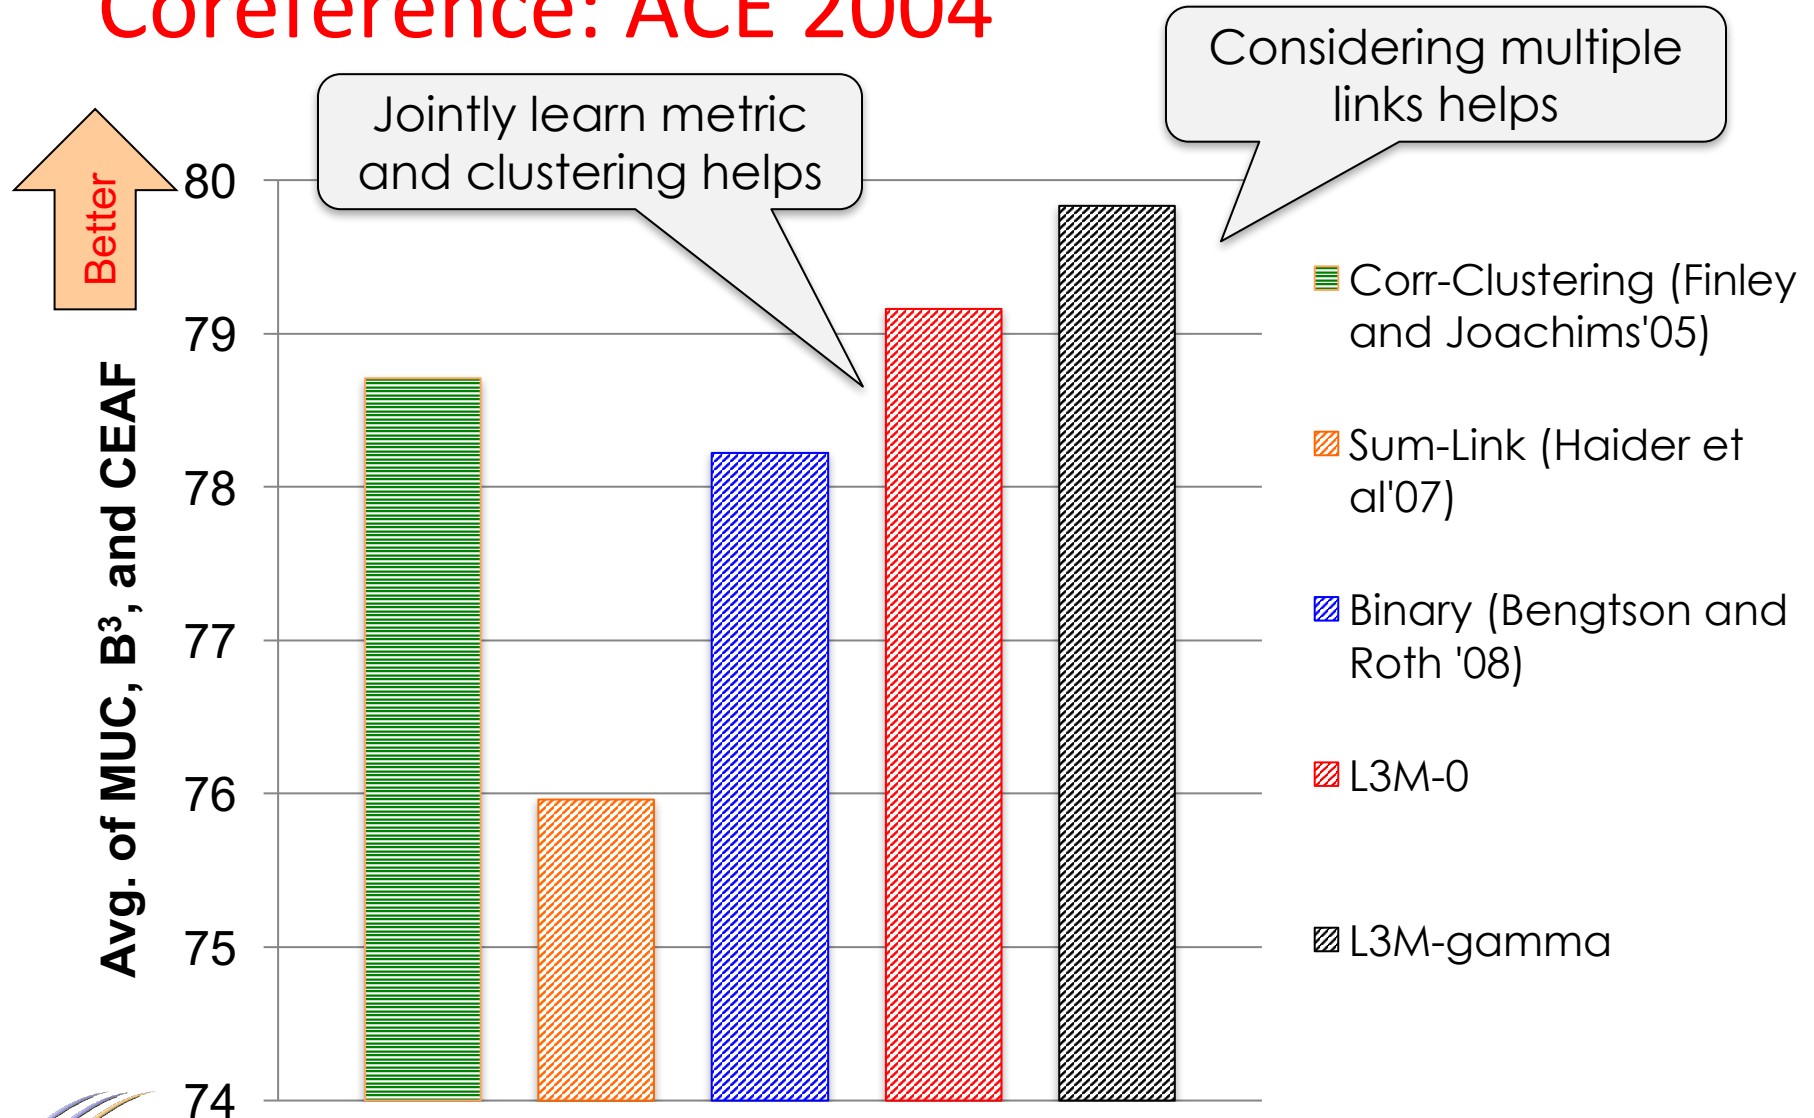 Coreference: ACE 2004
Considering multiple
links helps
Jointly learn metric
and clustering helps
Better
Avg. of MUC, B³, and CEAF
80
79
78
77
76
75
74
Corr-Clustering (Finley
and Joachims'05)
Sum-Link (Haider et
al'07)
Binary (Bengtson and
Roth '08)
L3M-0
L3M-gamma